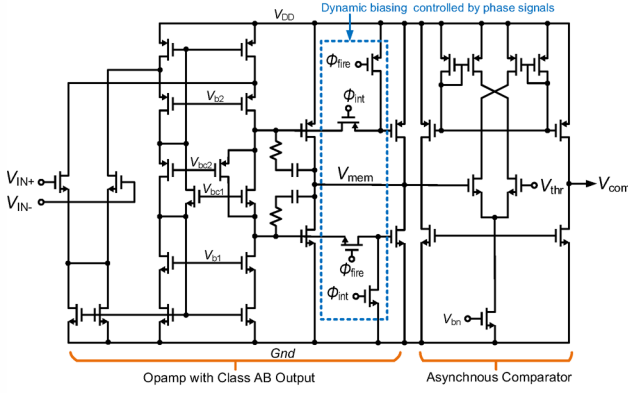 Dynamic biasing controlled by phase signals
VDD
Φfire
Φint
Vb2
Vbc2
Vbc1
Vmem
VIN+
VIN-
Vthr
Vcom
Vb1
Φfire
Φint
Vbn
Gnd
Opamp with Class AB Output
Asynchnous Comparator